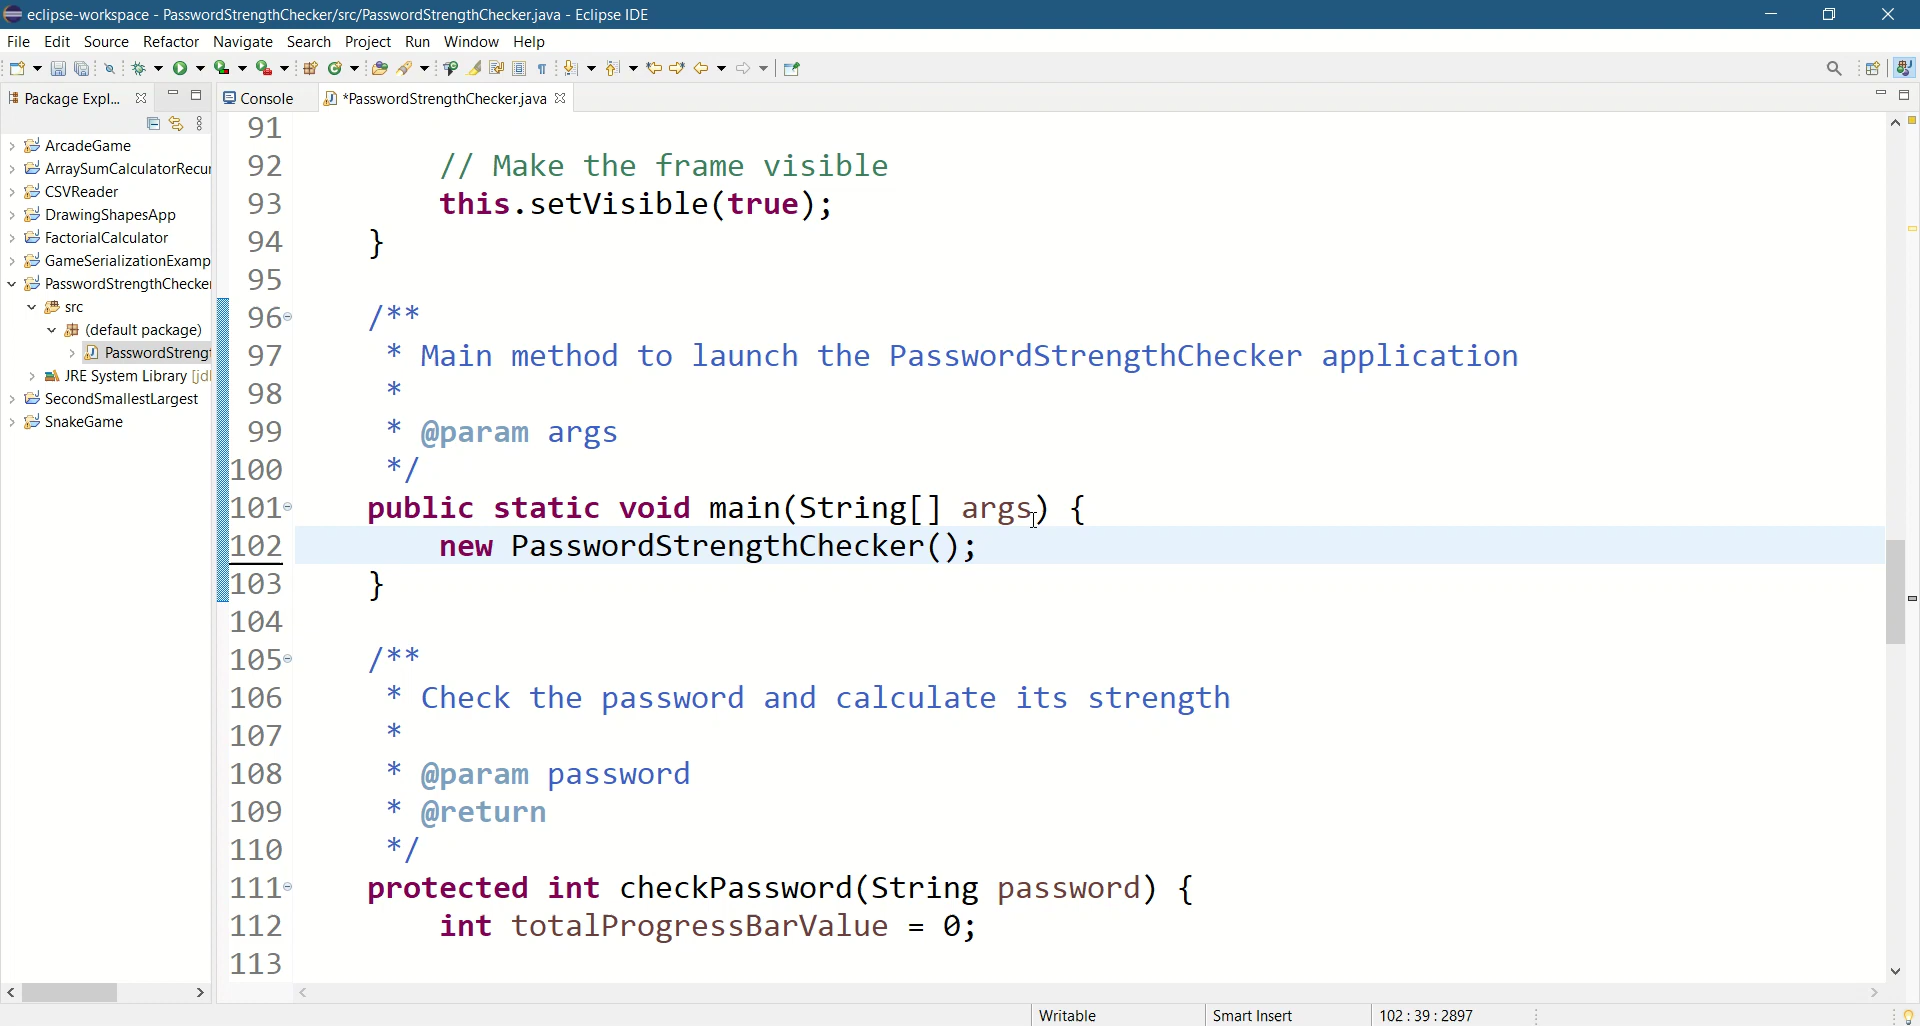 eclipse-workspace - PasswordStrengthChecker/src/PasswordStrengthChecker.java - Eclipse IDE
File Edit Source Refactor Navigate Search Project Run Window Help
Package Expl...
Console
*PasswordStrengthChecker.java
ArcadeGame
ArraySumCalculatorRecur
CSVReader
DrawingShapesApp
FactorialCalculator
GameSerializationExamp
PasswordStrengthChecker
src
(default package)
PasswordStrengt
JRE System Library [jd
SecondSmallestLargest
SnakeGame
91
92 // Make the frame visible
93 this.setVisible(true);
94 }
95
96 /**
97 * Main method to launch the PasswordStrengthChecker application
98 *
99 * @param args
100 */
101 public static void main(String[] args) {
102 new PasswordStrengthChecker();
103 }
104
105 /**
106 * Check the password and calculate its strength
107 *
108 * @param password
109 * @return
110 */
111 protected int checkPassword(String password) {
112 int totalProgressBarValue = 0;
113
Writable
Smart Insert
102 : 39 : 2897